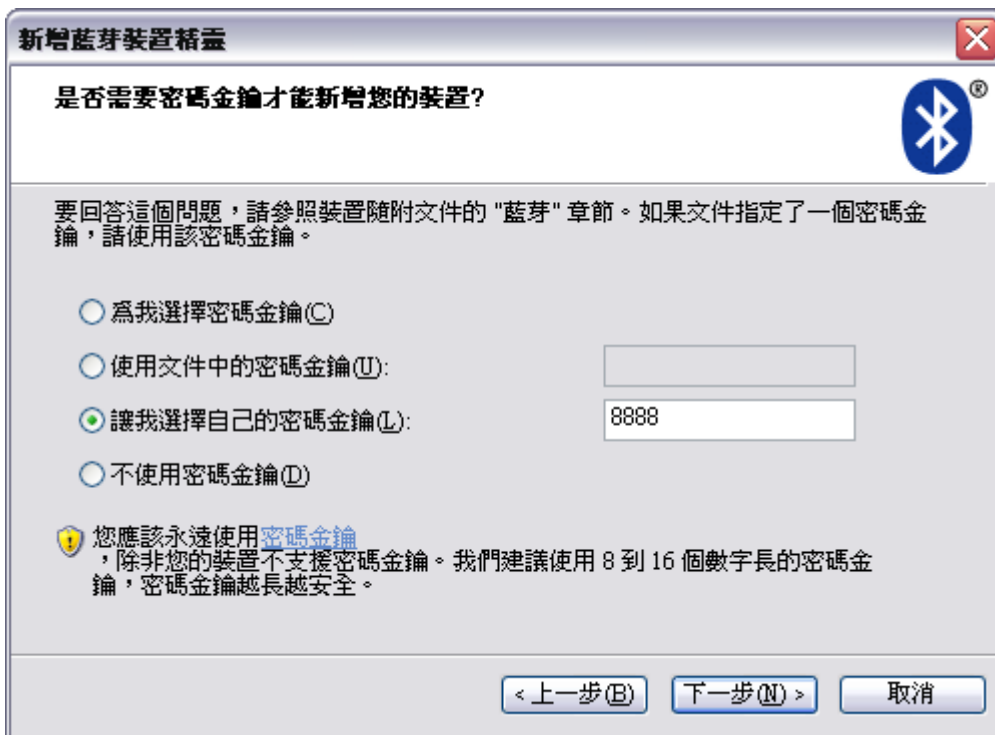 新增藍芽裝置精靈
是否需要密碼金鑰才能新增您的裝置?
®
要回答這個問題，請參照裝置隨附文件的 "藍芽" 章節。如果文件指定了一個密碼金
鑰，請使用該密碼金鑰。
為我選擇密碼金鑰(C)
使用文件中的密碼金鑰(U):
讓我選擇自己的密碼金鑰(L): 8888
不使用密碼金鑰(D)
您應該永遠使用密碼金鑰
，除非您的裝置不支援密碼金鑰。我們建議使用 8 到 16 個數字長的密碼金
鑰，密碼金鑰越長越安全。
< 上一步(B) 下一步(N) > 取消